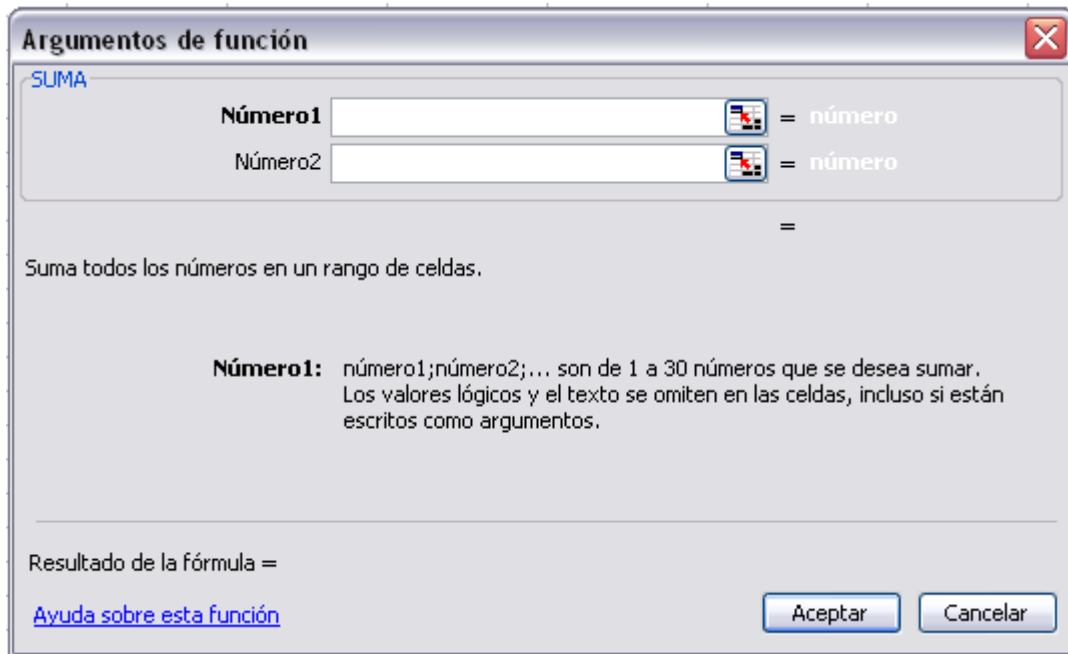 Argumentos de función
SUMA
Número1 = número
Número2 = número
=
Suma todos los números en un rango de celdas.
Número1: número1;número2;... son de 1 a 30 números que se desea sumar.
Los valores lógicos y el texto se omiten en las celdas, incluso si están
escritos como argumentos.
Resultado de la fórmula =
Ayuda sobre esta función Aceptar Cancelar